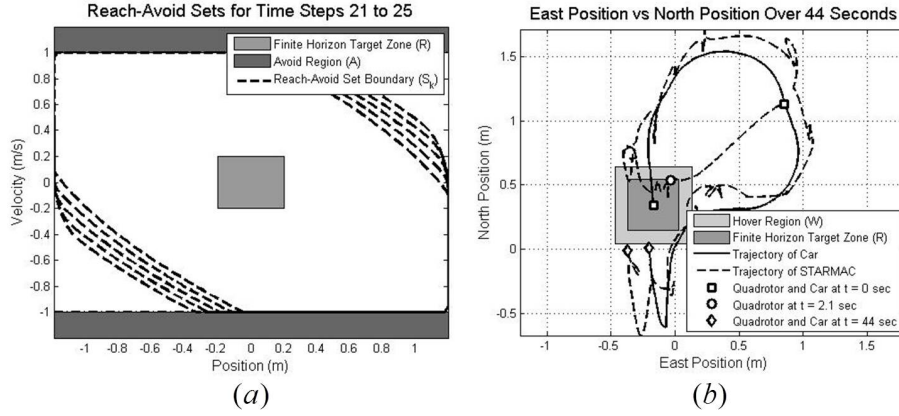 Reach-Avoid Sets for Time Steps 21 to 25
Finite Horizon Target Zone (R)
Avoid Region (A)
Reach-Avoid Set Boundary (Sk)
Velocity (m/s)
1
0.8
0.6
0.4
0.2
0
-0.2
-0.4
-0.6
-0.8
-1
-1 -0.8 -0.6 -0.4 -0.2 0 0.2 0.4 0.6 0.8 1
Position (m)
(a)
East Position vs North Position Over 44 Seconds
North Position (m)
1.5
1
0.5
0
-0.5
Hover Region (W)
Finite Horizon Target Zone (R)
Trajectory of Car
Trajectory of STARMAC
Quadrotor and Car at t = 0 sec
Quadrotor at t = 2.1 sec
Quadrotor and Car at t = 44 sec
-1 -0.5 0 0.5 1 1.5
East Position (m)
(b)